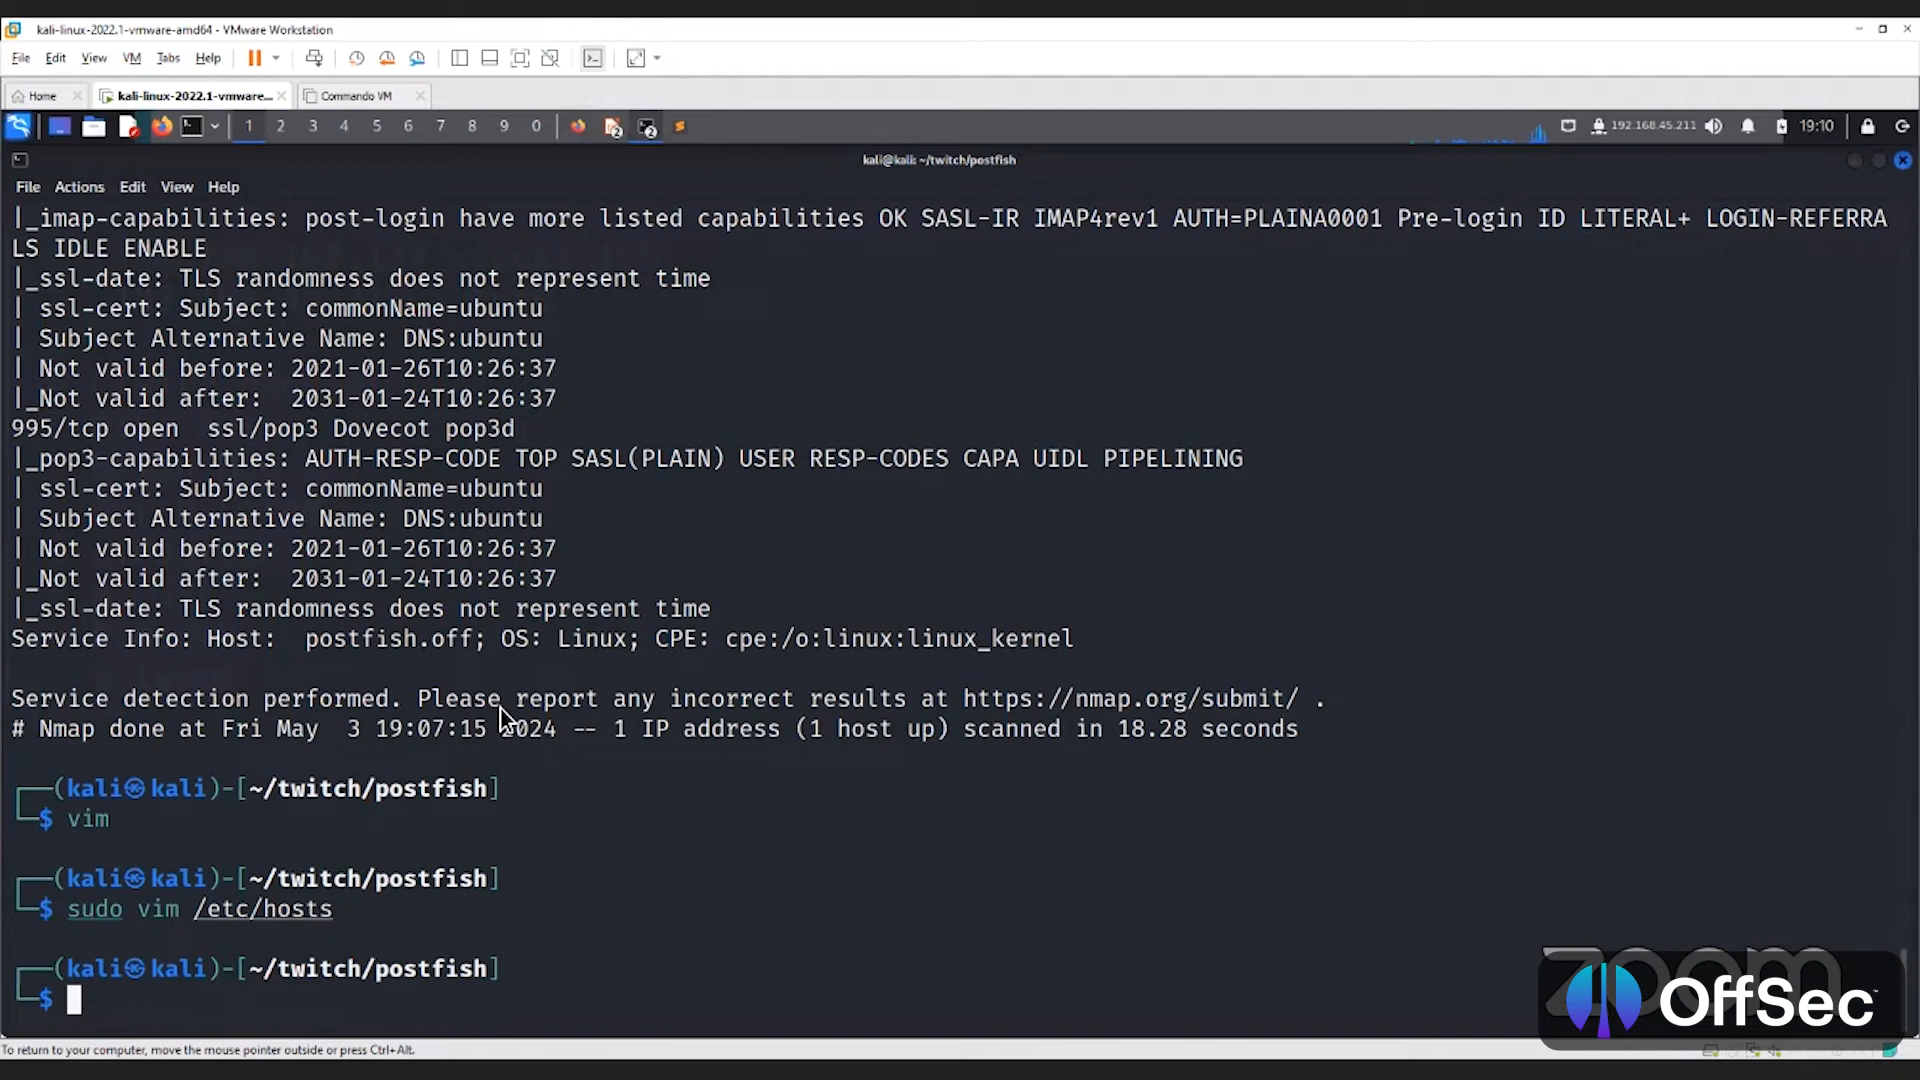 kali-linux-2022.1-vmware-amd64 - VMware Workstation
File Edit View VM Tabs Help
Home kali-linux-2022.1-vmware... Commando VM
1 2 3 4 5 6 7 8 9 0 192.168.45.211 19:10
kali@kali: ~/twitch/postfish
File Actions Edit View Help
|_imap-capabilities: post-login have more listed capabilities OK SASL-IR IMAP4rev1 AUTH=PLAINA0001 Pre-login ID LITERAL+ LOGIN-REFERRA
LS IDLE ENABLE
|_ssl-date: TLS randomness does not represent time
| ssl-cert: Subject: commonName=ubuntu
| Subject Alternative Name: DNS:ubuntu
| Not valid before: 2021-01-26T10:26:37
|_Not valid after:  2031-01-24T10:26:37
995/tcp open  ssl/pop3 Dovecot pop3d
|_pop3-capabilities: AUTH-RESP-CODE TOP SASL(PLAIN) USER RESP-CODES CAPA UIDL PIPELINING
| ssl-cert: Subject: commonName=ubuntu
| Subject Alternative Name: DNS:ubuntu
| Not valid before: 2021-01-26T10:26:37
|_Not valid after:  2031-01-24T10:26:37
|_ssl-date: TLS randomness does not represent time
Service Info: Host:  postfish.off; OS: Linux; CPE: cpe:/o:linux:linux_kernel
Service detection performed. Please report any incorrect results at https://nmap.org/submit/ .
# Nmap done at Fri May  3 19:07:15 2024 -- 1 IP address (1 host up) scanned in 18.28 seconds
┌──(kali㉿kali)-[~/twitch/postfish]
└─$ vim
┌──(kali㉿kali)-[~/twitch/postfish]
└─$ sudo vim /etc/hosts
┌──(kali㉿kali)-[~/twitch/postfish]
└─$
zoom
OffSec™
To return to your computer, move the mouse pointer outside or press Ctrl+Alt.